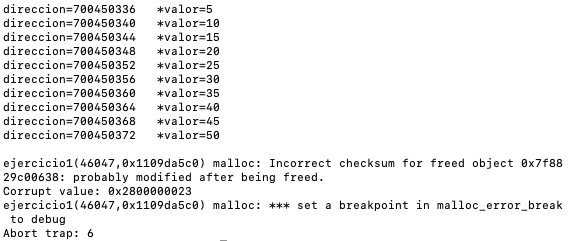 direccion=700450336   *valor=5
direccion=700450340   *valor=10
direccion=700450344   *valor=15
direccion=700450348   *valor=20
direccion=700450352   *valor=25
direccion=700450356   *valor=30
direccion=700450360   *valor=35
direccion=700450364   *valor=40
direccion=700450368   *valor=45
direccion=700450372   *valor=50

ejercicio1(46047,0x1109da5c0) malloc: Incorrect checksum for freed object 0x7f88
29c00638: probably modified after being freed.
Corrupt value: 0x2800000023
ejercicio1(46047,0x1109da5c0) malloc: *** set a breakpoint in malloc_error_break
 to debug
Abort trap: 6